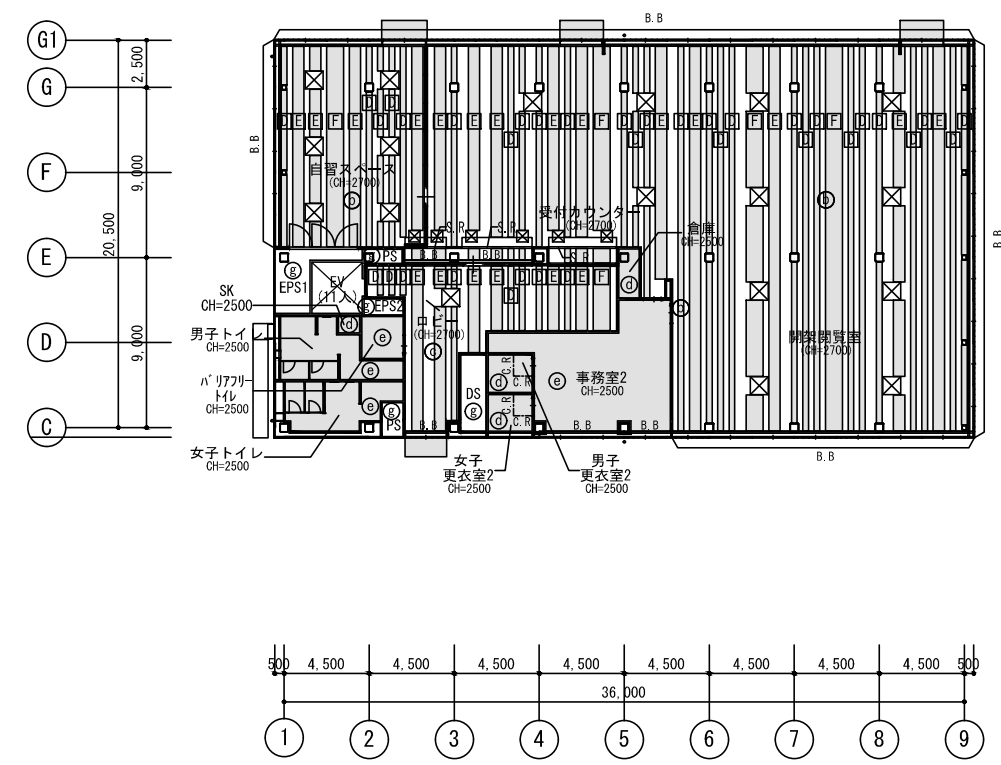 B.B
G1
2,500
G
D E E F E D D E E D E E D D E E F D D E D D D F E D D F D D E D E D
D D
D D D D D
B.B
F
9,000
自習スペース
(CH=2700)
b
20,500
受付カウンター
(CH=2700)
b
倉庫
CH=2500
S.R
S.R
S.R
B.B
B.B
B.B
E
g
EPS1
g PS
EV
(11人)
D D E E D E E D D E D E F
D
d
SK
CH=2500
d
g EPS2
ロビー
(CH=2700)
d
b
D
男子トイレ
CH=2500
9,000
e
開架閲覧室
(CH=2700)
バリアフリー
トイレ
CH=2500
e
e
DS
g
d
C.R
C.R
e
事務室2
CH=2500
g
PS
d
C.R
C.R
C
B.B
B.B
B.B
B.B
女子トイレ
CH=2500
女子
更衣室2
CH=2500
男子
更衣室2
CH=2500
500
4,500
4,500
4,500
4,500
4,500
4,500
4,500
4,500
500
36,000
1
2
3
4
5
6
7
8
9